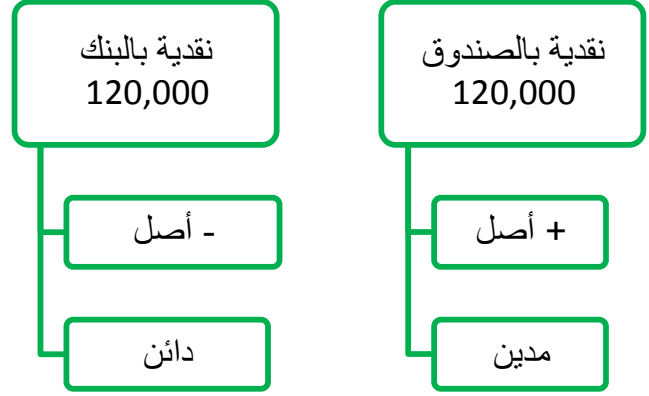 نقدية بالصندوق
120,000
+ أصل
مدين
نقدية بالبنك
120,000
- أصل
دائن